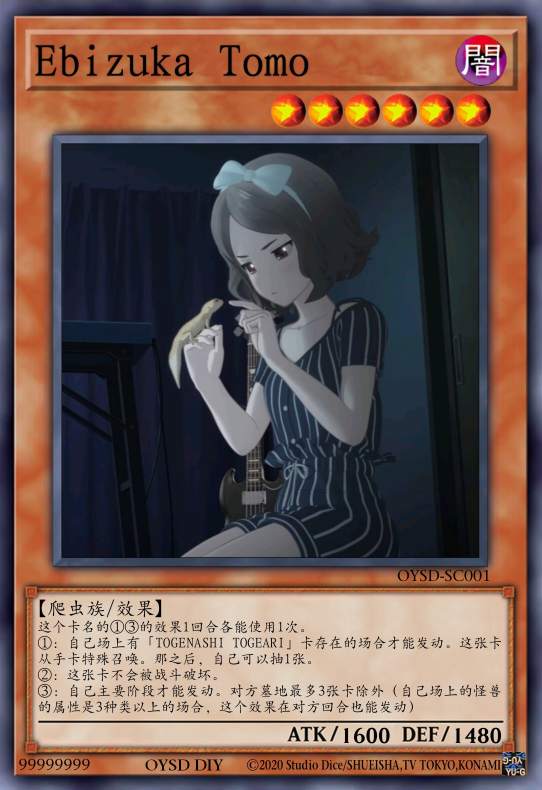 Ebizuka Tomo
闇
OYSD-SC001
【爬虫族/效果】
这个卡名的①③的效果1回合各能使用1次。
①：自己场上有「TOGENASHI TOGEARI」卡存在的场合才能发动。这张卡
从手卡特殊召唤。那之后，自己可以抽1张。
②：这张卡不会被战斗破坏。
③：自己主要阶段才能发动。对方墓地最多3张卡除外（自己场上的怪兽
的属性是3种类以上的场合，这个效果在对方回合也能发动）
ATK/1600 DEF/1480
99999999 OYSD DIY ©2020 Studio Dice/SHUEISHA,TV TOKYO,KONAMI